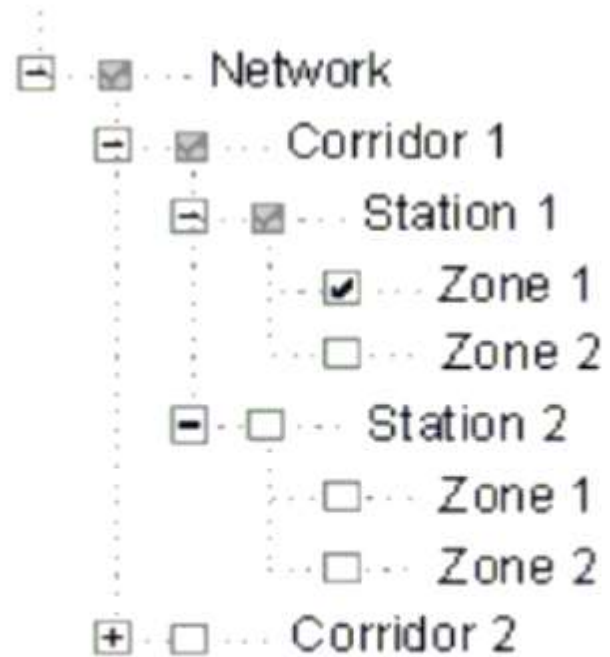 Network
Corridor 1
Station 1
Zone 1
Zone 2
Station 2
Zone 1
Zone 2
Corridor 2